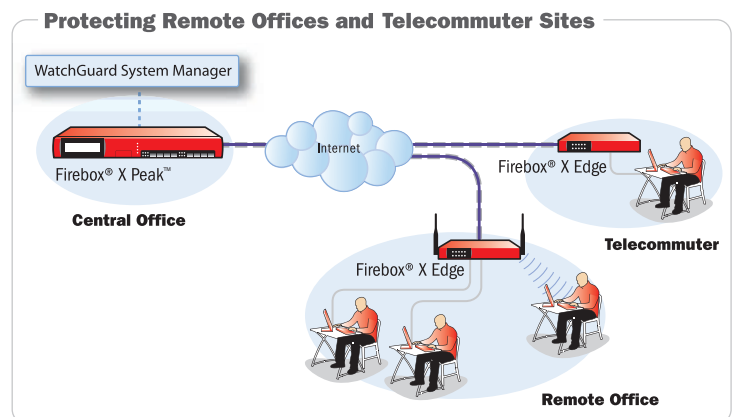 Protecting Remote Offices and Telecommuter Sites
WatchGuard System Manager
Internet
Firebox® X Peak™
Central Office
Firebox® X Edge
Telecommuter
Firebox® X Edge
Remote Office